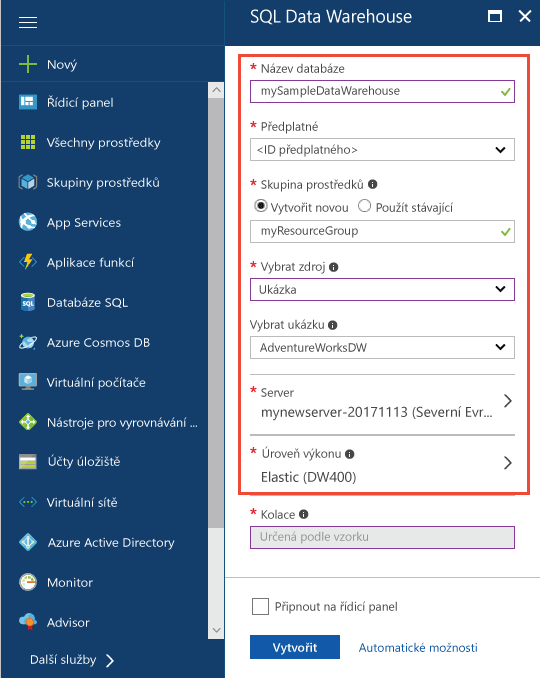 Nový
Řídicí panel
Všechny prostředky
Skupiny prostředků
App Services
Aplikace funkcí
Databáze SQL
Azure Cosmos DB
Virtuální počítače
Nástroje pro vyrovnávání ...
Účty úložiště
Virtuální sítě
Azure Active Directory
Monitor
Advisor
Další služby
SQL Data Warehouse
* Název databáze
mySampleDataWarehouse
* Předplatné
<ID předplatného>
* Skupina prostředků
Vytvořit novou Použít stávající
myResourceGroup
* Vybrat zdroj
Ukázka
Vybrat ukázku
AdventureWorksDW
* Server
mynewserver-20171113 (Severní Evr...
* Úroveň výkonu
Elastic (DW400)
* Kolace
Určená podle vzorku
Připnout na řídicí panel
Vytvořit Automatické možnosti